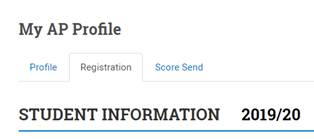 My AP Profile
Profile Registration Score Send
STUDENT INFORMATION 2019/20